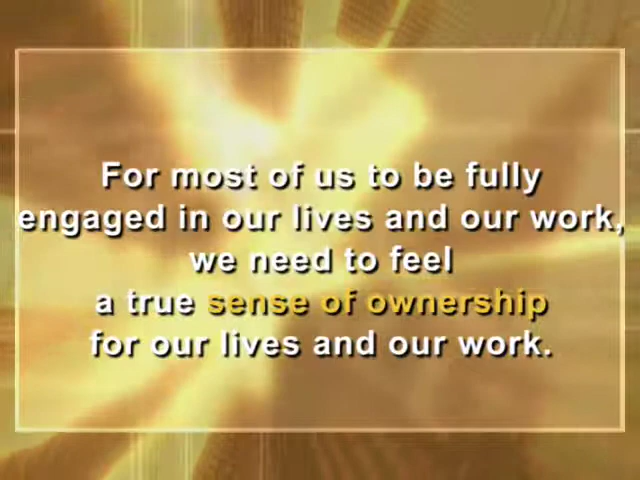 For most of us to be fully
engaged in our lives and our work,
we need to feel
a true sense of ownership
for our lives and our work.